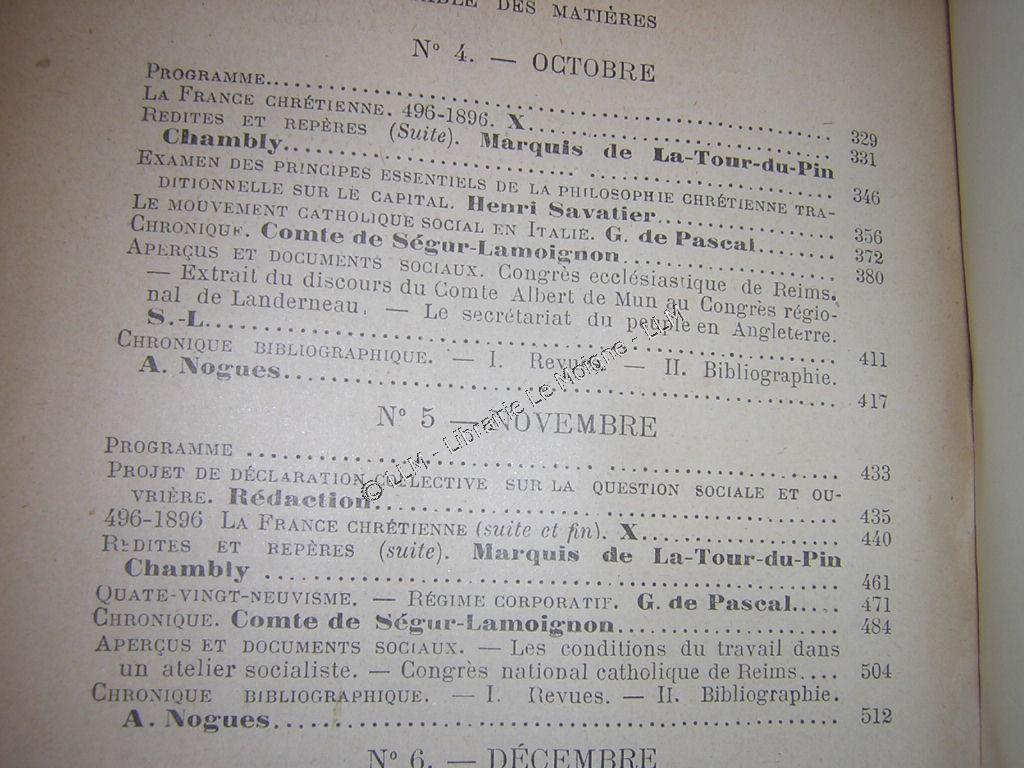 TABLE DES MATIÈRES
N° 4. — OCTOBRE
PROGRAMME.......... 329
LA FRANCE CHRÉTIENNE. 496-1896. X.......... 331
REDITES ET REPÈRES (Suite). Marquis de La-Tour-du-Pin
Chambly.......... 346
EXAMEN DES PRINCIPES ESSENTIELS DE LA PHILOSOPHIE CHRÉTIENNE TRA-
DITIONNELLE SUR LE CAPITAL. Henri Savatier.......... 356
LE MOUVEMENT CATHOLIQUE SOCIAL EN ITALIE. G. de Pascal........ 372
CHRONIQUE. Comte de Ségur-Lamoignon.......... 380
APERÇUS ET DOCUMENTS SOCIAUX. Congrès ecclésiastique de Reims.
— Extrait du discours du Comte Albert de Mun au Congrès régio-
nal de Landerneau. — Le secrétariat du peuple en Angleterre.
S.-L.......... 411
CHRONIQUE BIBLIOGRAPHIQUE. — I. Revues. — II. Bibliographie.
A. Nogues.......... 417
N° 5 — NOVEMBRE
PROGRAMME .......... 433
PROJET DE DÉCLARATION COLLECTIVE SUR LA QUESTION SOCIALE ET OU-
VRIÈRE. Rédaction.......... 435
496-1896 LA FRANCE CHRÉTIENNE (suite et fin). X.......... 440
REDITES ET REPÈRES (suite). Marquis de La-Tour-du-Pin
Chambly .......... 461
QUATE-VINGT-NEUVISME. — RÉGIME CORPORATIF. G. de Pascal..... 471
CHRONIQUE. Comte de Ségur-Lamoignon.......... 484
APERÇUS ET DOCUMENTS SOCIAUX. — Les conditions du travail dans
un atelier socialiste. — Congrès national catholique de Reims.... 504
CHRONIQUE BIBLIOGRAPHIQUE. — I. Revues. — II. Bibliographie.
A. Nogues.......... 512
N° 6. — DÉCEMBRE
© LLM - Librairie Le Moigne - LLM